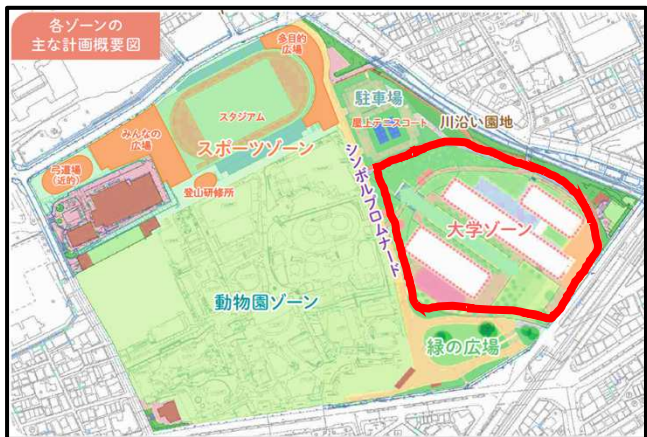 各ゾーンの
主な計画概要図
多目的
広場
駐車場
スタジアム
屋上テニスコート
川沿い園地
みんなの
広場
スポーツゾーン
弓道場
(近的)
登山研修所
シンボルプロムナード
大学ゾーン
動物園ゾーン
緑の広場